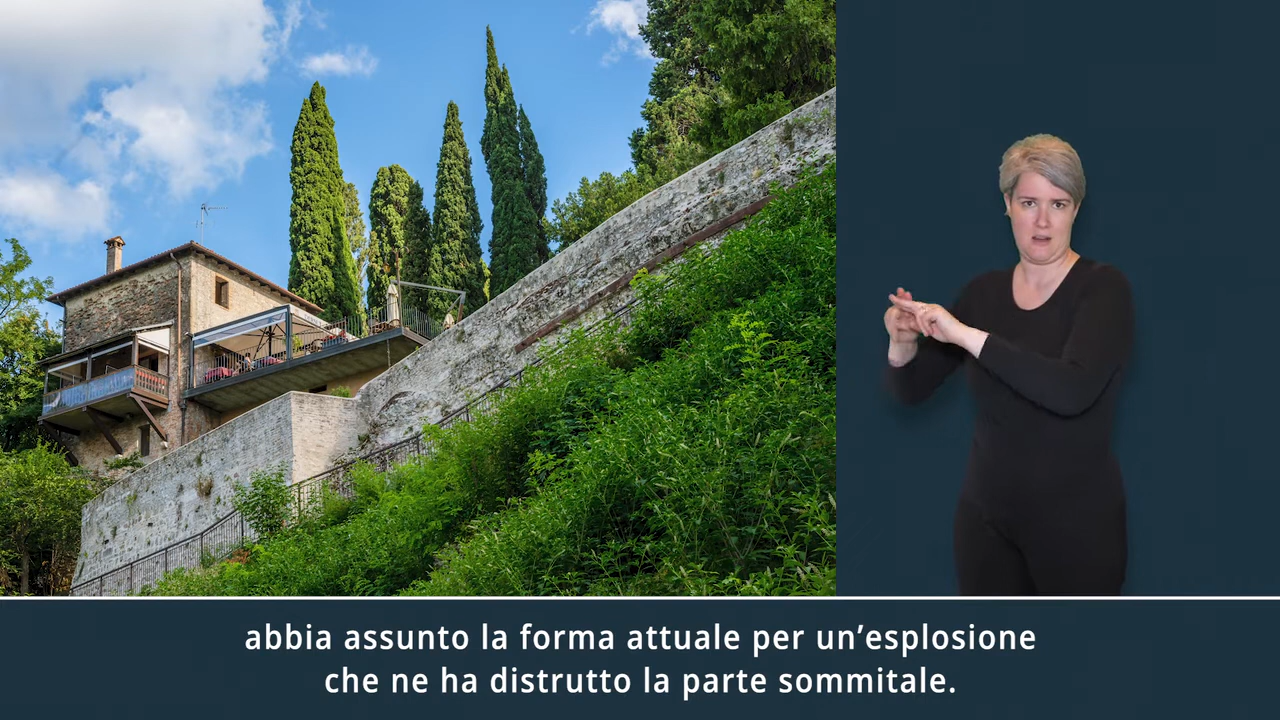 abbia assunto la forma attuale per un’esplosione
che ne ha distrutto la parte sommitale.